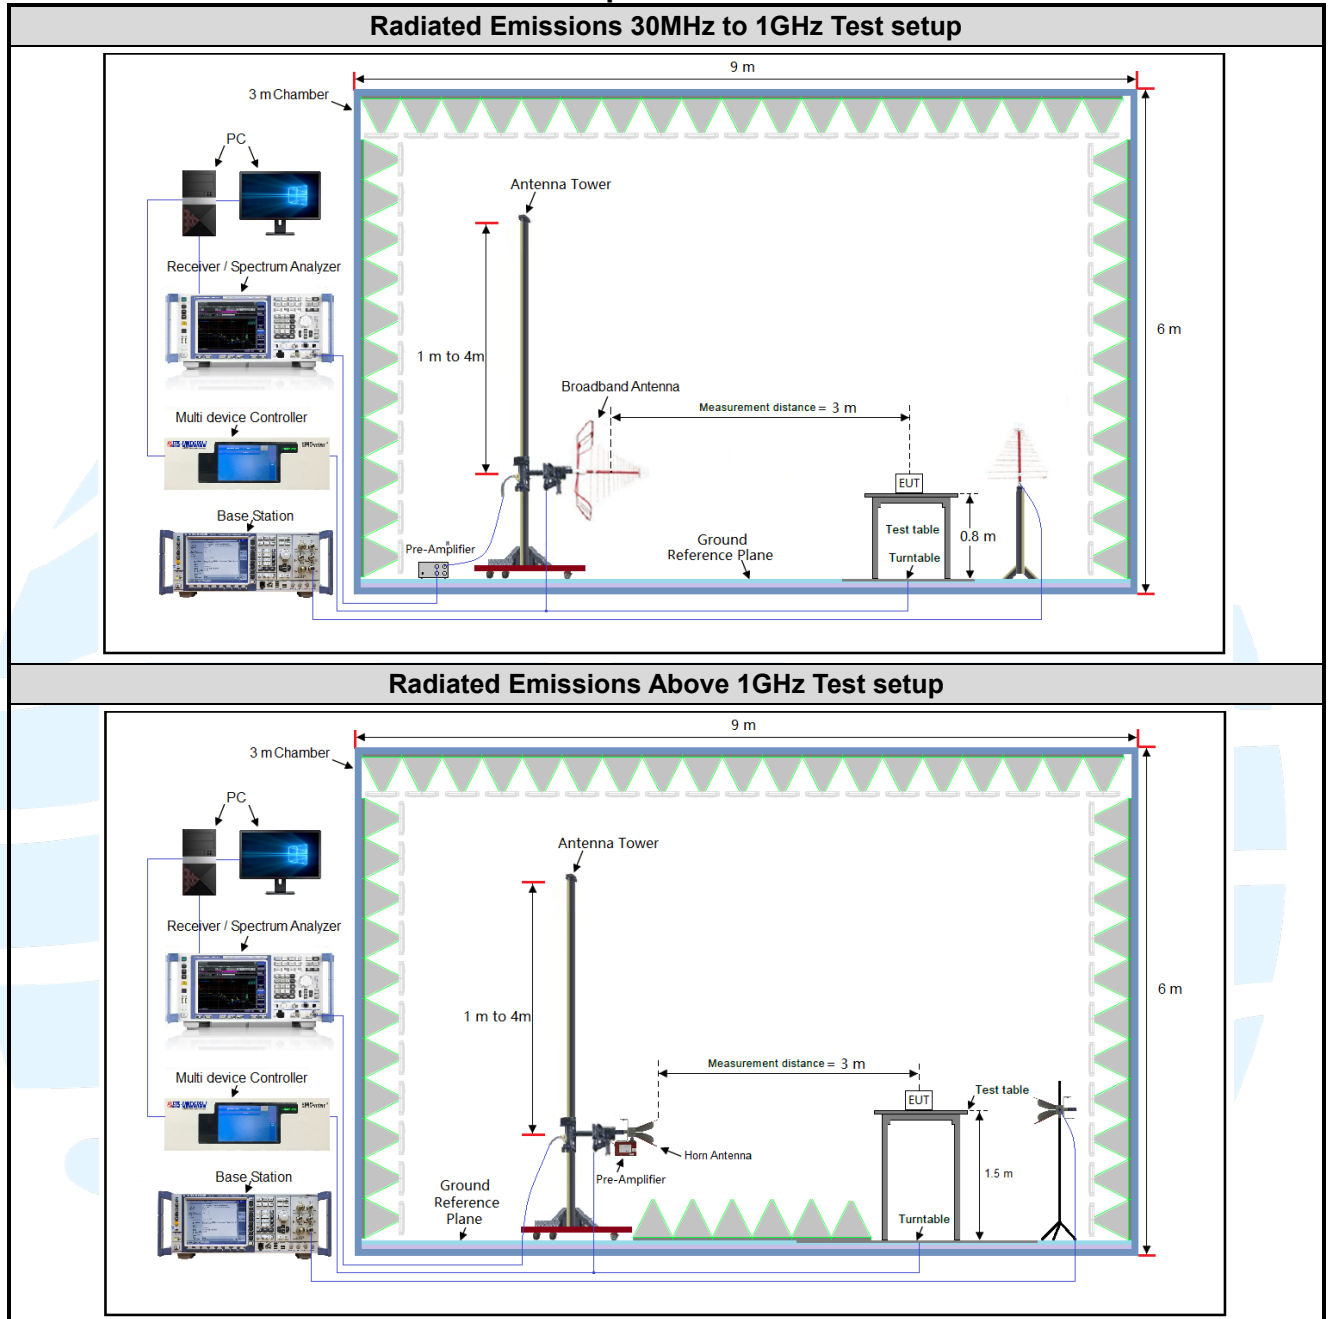 Radiated Emissions 30MHz to 1GHz Test setup
9 m
3 m Chamber
PC
Antenna Tower
Receiver / Spectrum Analyzer
6 m
1 m to 4m
Broadband Antenna
Measurement distance = 3 m
Multi device Controller
EUT
Base Station
Test table
0.8 m
Ground
Reference Plane
Pre-Amplifier
Turntable
Radiated Emissions Above 1GHz Test setup
9 m
3 m Chamber
PC
Antenna Tower
Receiver / Spectrum Analyzer
6 m
1 m to 4m
Measurement distance = 3 m
Multi device Controller
Test table
EUT
Horn Antenna
Pre-Amplifier
1.5 m
Base Station
Ground
Reference
Plane
Turntable